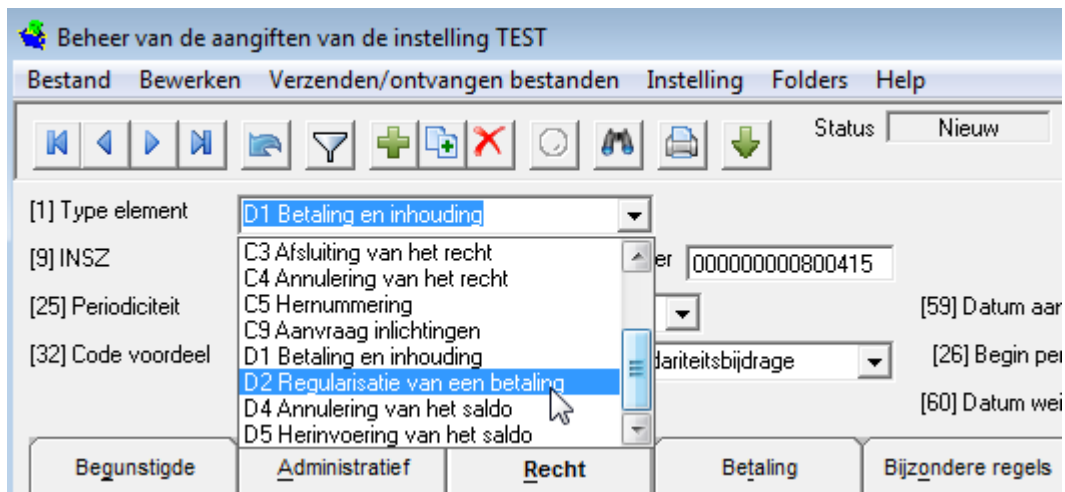 Beheer van de aangiften van de instelling TEST
Bestand Bewerken Verzenden/ontvangen bestanden Instelling Folders Help
Status Nieuw
[1] Type element D1 Betaling en inhouding
[9] INSZ er 000000000800415
[25] Periodiciteit [59] Datum aan
[32] Code voordeel dariteitsbijdrage [26] Begin per
[60] Datum wei
C3 Afsluiting van het recht
C4 Annulering van het recht
C5 Hernummering
C9 Aanvraag inlichtingen
D1 Betaling en inhouding
D2 Regularisatie van een betaling
D4 Annulering van het saldo
D5 Herinvoering van het saldo
Begunstigde Administratief Recht Betaling Bijzondere regels